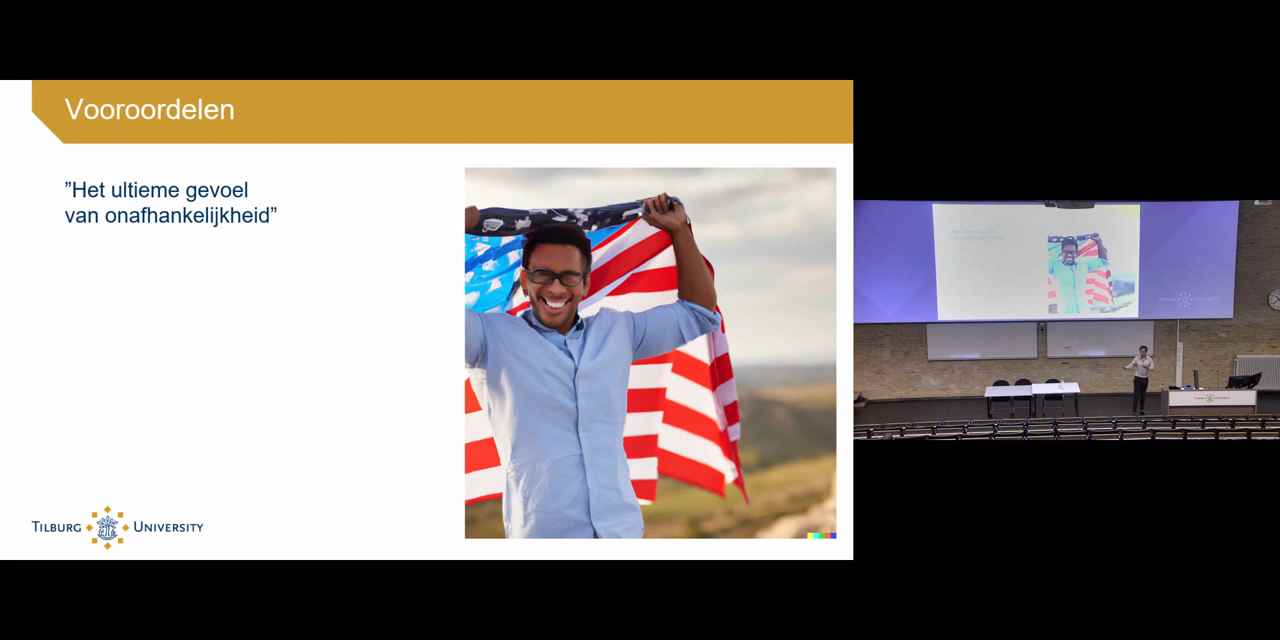 Vooroordelen
”Het ultieme gevoel
van onafhankelijkheid”
TILBURG UNIVERSITY